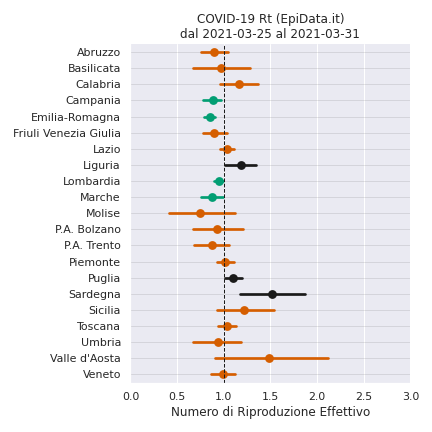 COVID-19 Rt (EpiData.it)
dal 2021-03-25 al 2021-03-31
Abruzzo
Basilicata
Calabria
Campania
Emilia-Romagna
Friuli Venezia Giulia
Lazio
Liguria
Lombardia
Marche
Molise
P.A. Bolzano
P.A. Trento
Piemonte
Puglia
Sardegna
Sicilia
Toscana
Umbria
Valle d'Aosta
Veneto
0.0 0.5 1.0 1.5 2.0 2.5 3.0
Numero di Riproduzione Effettivo